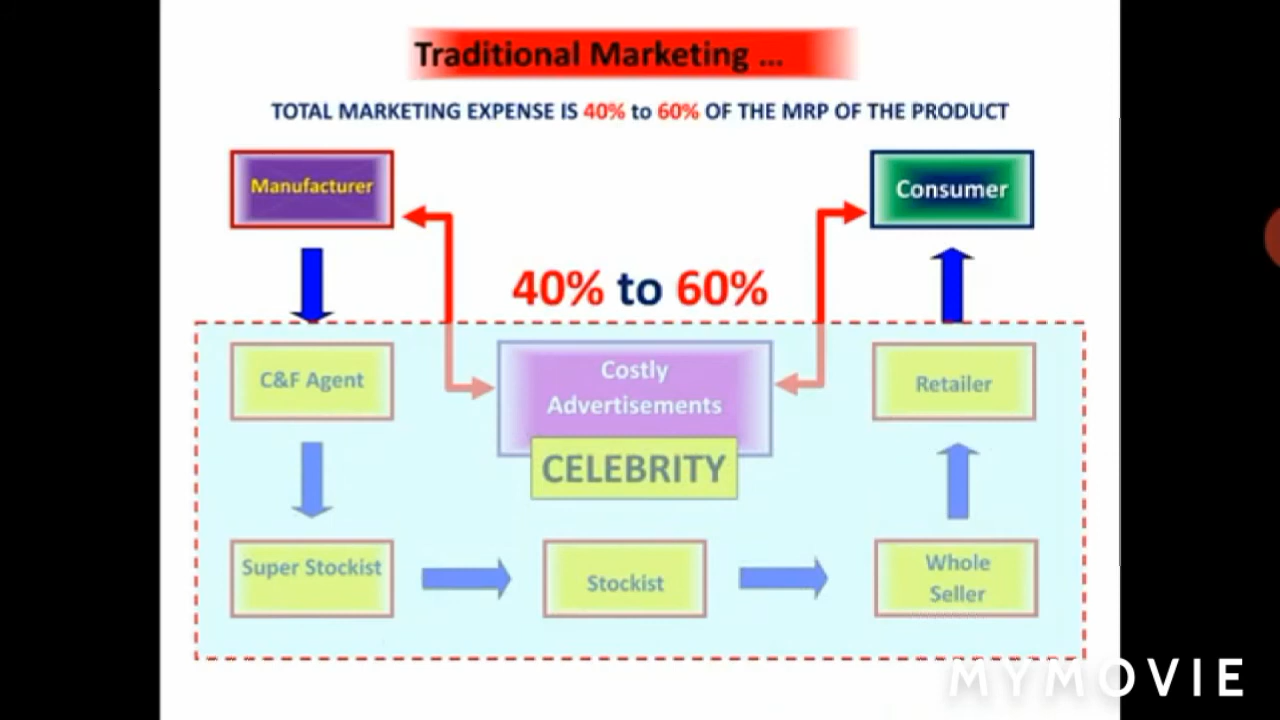 Traditional Marketing ...
TOTAL MARKETING EXPENSE IS 40% to 60% OF THE MRP OF THE PRODUCT
Manufacturer
Consumer
40% to 60%
C&F Agent
Costly
Advertisements
CELEBRITY
Retailer
Super Stockist
Stockist
Whole
Seller
MYMOVIE